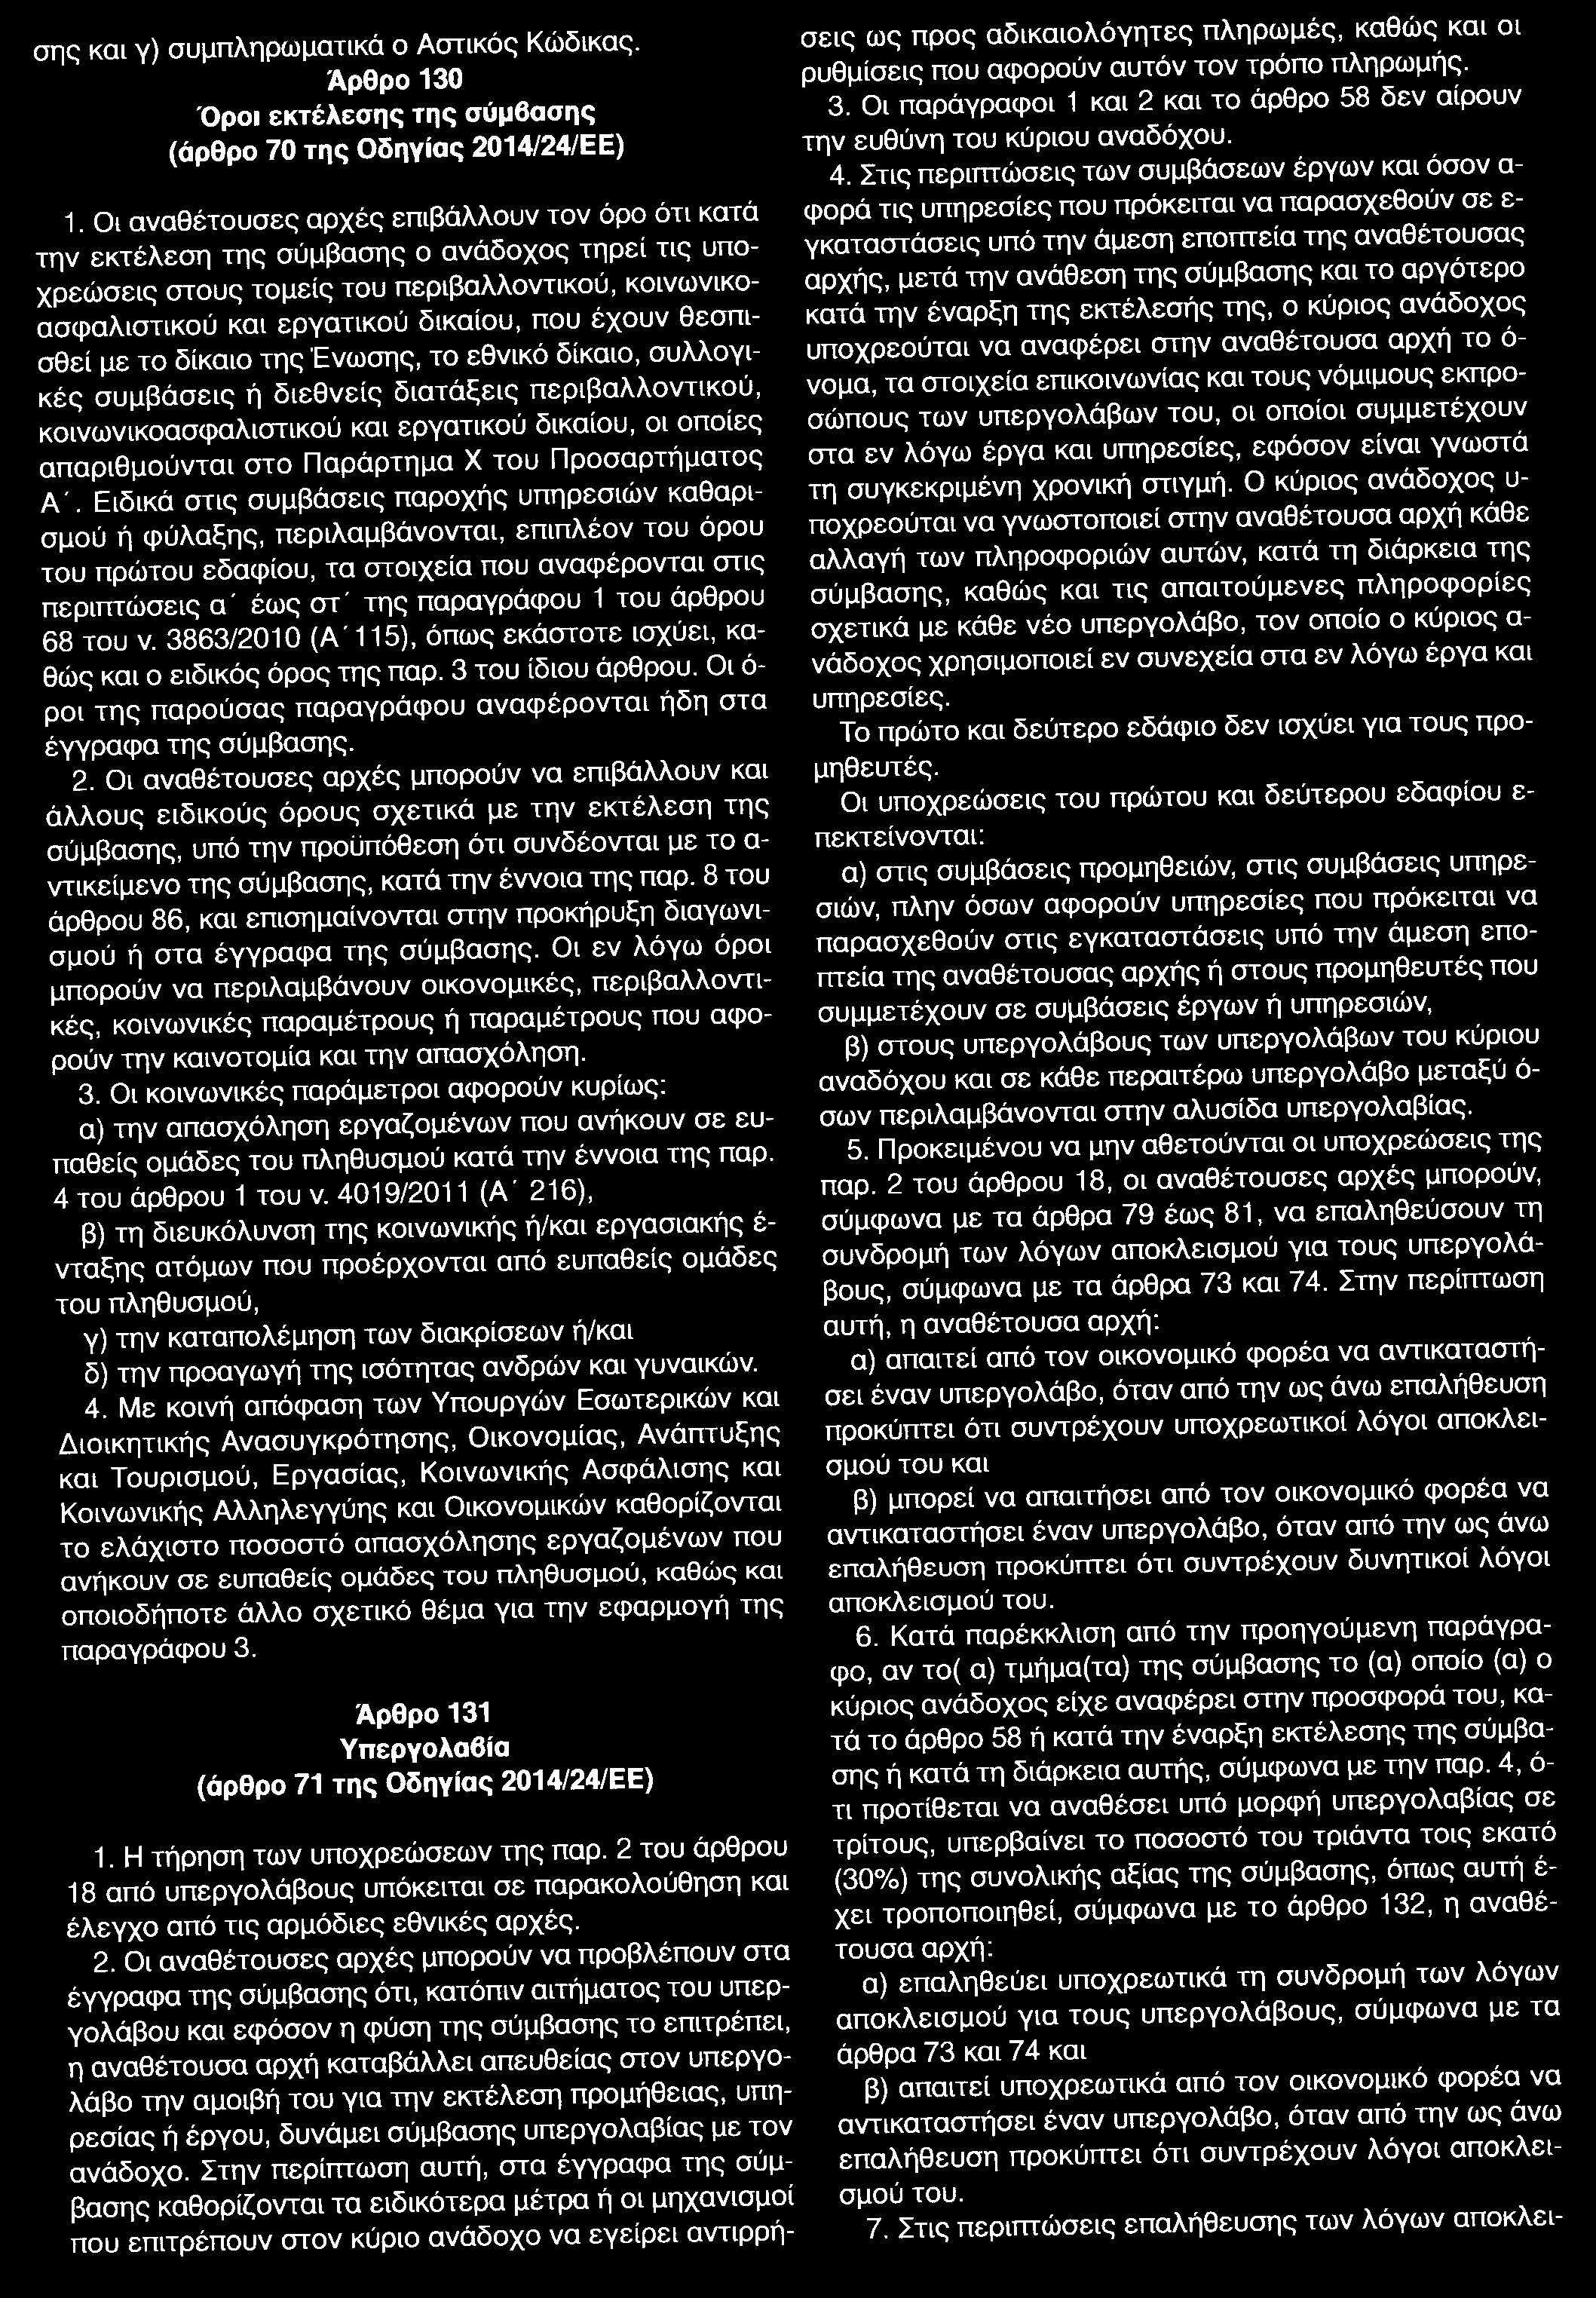 σης και γ) συμπληρωματικά ο Αστικός Κώδικας.
Άρθρο 130
Όροι εκτέλεσης της σύμβασης
(άρθρο 70 της Οδηγίας 2014/24/ΕΕ)
1. Οι αναθέτουσες αρχές επιβάλλουν τον όρο ότι κατά
την εκτέλεση της σύμβασης ο ανάδοχος τηρεί τις υπο-
χρεώσεις στους τομείς του περιβαλλοντικού, κοινωνικο-
ασφαλιστικού και εργατικού δικαίου, που έχουν θεσπι-
σθεί με το δίκαιο της Ένωσης, το εθνικό δίκαιο, συλλογι-
κές συμβάσεις ή διεθνείς διατάξεις περιβαλλοντικού,
κοινωνικοασφαλιστικού και εργατικού δικαίου, οι οποίες
απαριθμούνται στο Παράρτημα Χ του Προσαρτήματος
Α΄. Ειδικά στις συμβάσεις παροχής υπηρεσιών καθαρι-
σμού ή φύλαξης, περιλαμβάνονται, επιπλέον του όρου
του πρώτου εδαφίου, τα στοιχεία που αναφέρονται στις
περιπτώσεις α΄ έως στ΄ της παραγράφου 1 του άρθρου
68 του ν. 3863/2010 (Α΄115), όπως εκάστοτε ισχύει, κα-
θώς και ο ειδικός όρος της παρ. 3 του ίδιου άρθρου. Οι ό-
ροι της παρούσας παραγράφου αναφέρονται ήδη στα
έγγραφα της σύμβασης.
2. Οι αναθέτουσες αρχές μπορούν να επιβάλλουν και
άλλους ειδικούς όρους σχετικά με την εκτέλεση της
σύμβασης, υπό την προϋπόθεση ότι συνδέονται με το α-
ντικείμενο της σύμβασης, κατά την έννοια της παρ. 8 του
άρθρου 86, και επισημαίνονται στην προκήρυξη διαγωνι-
σμού ή στα έγγραφα της σύμβασης. Οι εν λόγω όροι
μπορούν να περιλαμβάνουν οικονομικές, περιβαλλοντι-
κές, κοινωνικές παραμέτρους ή παραμέτρους που αφο-
ρούν την καινοτομία και την απασχόληση.
3. Οι κοινωνικές παράμετροι αφορούν κυρίως:
α) την απασχόληση εργαζομένων που ανήκουν σε ευ-
παθείς ομάδες του πληθυσμού κατά την έννοια της παρ.
4 του άρθρου 1 του ν. 4019/2011 (Α΄ 216),
β) τη διευκόλυνση της κοινωνικής ή/και εργασιακής έ-
νταξης ατόμων που προέρχονται από ευπαθείς ομάδες
του πληθυσμού,
γ) την καταπολέμηση των διακρίσεων ή/και
δ) την προαγωγή της ισότητας ανδρών και γυναικών.
4. Με κοινή απόφαση των Υπουργών Εσωτερικών και
Διοικητικής Ανασυγκρότησης, Οικονομίας, Ανάπτυξης
και Τουρισμού, Εργασίας, Κοινωνικής Ασφάλισης και
Κοινωνικής Αλληλεγγύης και Οικονομικών καθορίζονται
το ελάχιστο ποσοστό απασχόλησης εργαζομένων που
ανήκουν σε ευπαθείς ομάδες του πληθυσμού, καθώς και
οποιοδήποτε άλλο σχετικό θέμα για την εφαρμογή της
παραγράφου 3.
Άρθρο 131
Υπεργολαβία
(άρθρο 71 της Οδηγίας 2014/24/ΕΕ)
1. Η τήρηση των υποχρεώσεων της παρ. 2 του άρθρου
18 από υπεργολάβους υπόκειται σε παρακολούθηση και
έλεγχο από τις αρμόδιες εθνικές αρχές.
2. Οι αναθέτουσες αρχές μπορούν να προβλέπουν στα
έγγραφα της σύμβασης ότι, κατόπιν αιτήματος του υπερ-
γολάβου και εφόσον η φύση της σύμβασης το επιτρέπει,
η αναθέτουσα αρχή καταβάλλει απευθείας στον υπεργο-
λάβο την αμοιβή του για την εκτέλεση προμήθειας, υπη-
ρεσίας ή έργου, δυνάμει σύμβασης υπεργολαβίας με τον
ανάδοχο. Στην περίπτωση αυτή, στα έγγραφα της σύμ-
βασης καθορίζονται τα ειδικότερα μέτρα ή οι μηχανισμοί
που επιτρέπουν στον κύριο ανάδοχο να εγείρει αντιρρή-
σεις ως προς αδικαιολόγητες πληρωμές, καθώς και οι
ρυθμίσεις που αφορούν αυτόν τον τρόπο πληρωμής.
3. Οι παράγραφοι 1 και 2 και το άρθρο 58 δεν αίρουν
την ευθύνη του κύριου αναδόχου.
4. Στις περιπτώσεις των συμβάσεων έργων και όσον α-
φορά τις υπηρεσίες που πρόκειται να παρασχεθούν σε ε-
γκαταστάσεις υπό την άμεση εποπτεία της αναθέτουσας
αρχής, μετά την ανάθεση της σύμβασης και το αργότερο
κατά την έναρξη της εκτέλεσής της, ο κύριος ανάδοχος
υποχρεούται να αναφέρει στην αναθέτουσα αρχή το ό-
νομα, τα στοιχεία επικοινωνίας και τους νόμιμους εκπρο-
σώπους των υπεργολάβων του, οι οποίοι συμμετέχουν
στα εν λόγω έργα και υπηρεσίες, εφόσον είναι γνωστά
τη συγκεκριμένη χρονική στιγμή. Ο κύριος ανάδοχος υ-
ποχρεούται να γνωστοποιεί στην αναθέτουσα αρχή κάθε
αλλαγή των πληροφοριών αυτών, κατά τη διάρκεια της
σύμβασης, καθώς και τις απαιτούμενες πληροφορίες
σχετικά με κάθε νέο υπεργολάβο, τον οποίο ο κύριος α-
νάδοχος χρησιμοποιεί εν συνεχεία στα εν λόγω έργα και
υπηρεσίες.
Το πρώτο και δεύτερο εδάφιο δεν ισχύει για τους προ-
μηθευτές.
Οι υποχρεώσεις του πρώτου και δεύτερου εδαφίου ε-
πεκτείνονται:
α) στις συμβάσεις προμηθειών, στις συμβάσεις υπηρε-
σιών, πλην όσων αφορούν υπηρεσίες που πρόκειται να
παρασχεθούν στις εγκαταστάσεις υπό την άμεση επο-
πτεία της αναθέτουσας αρχής ή στους προμηθευτές που
συμμετέχουν σε συμβάσεις έργων ή υπηρεσιών,
β) στους υπεργολάβους των υπεργολάβων του κύριου
αναδόχου και σε κάθε περαιτέρω υπεργολάβο μεταξύ ό-
σων περιλαμβάνονται στην αλυσίδα υπεργολαβίας.
5. Προκειμένου να μην αθετούνται οι υποχρεώσεις της
παρ. 2 του άρθρου 18, οι αναθέτουσες αρχές μπορούν,
σύμφωνα με τα άρθρα 79 έως 81, να επαληθεύσουν τη
συνδρομή των λόγων αποκλεισμού για τους υπεργολά-
βους, σύμφωνα με τα άρθρα 73 και 74. Στην περίπτωση
αυτή, η αναθέτουσα αρχή:
α) απαιτεί από τον οικονομικό φορέα να αντικαταστή-
σει έναν υπεργολάβο, όταν από την ως άνω επαλήθευση
προκύπτει ότι συντρέχουν υποχρεωτικοί λόγοι αποκλει-
σμού του και
β) μπορεί να απαιτήσει από τον οικονομικό φορέα να
αντικαταστήσει έναν υπεργολάβο, όταν από την ως άνω
επαλήθευση προκύπτει ότι συντρέχουν δυνητικοί λόγοι
αποκλεισμού του.
6. Κατά παρέκκλιση από την προηγούμενη παράγρα-
φο, αν το( α) τμήμα(τα) της σύμβασης το (α) οποίο (α) ο
κύριος ανάδοχος είχε αναφέρει στην προσφορά του, κα-
τά το άρθρο 58 ή κατά την έναρξη εκτέλεσης της σύμβα-
σης ή κατά τη διάρκεια αυτής, σύμφωνα με την παρ. 4, ό-
τι προτίθεται να αναθέσει υπό μορφή υπεργολαβίας σε
τρίτους, υπερβαίνει το ποσοστό του τριάντα τοις εκατό
(30%) της συνολικής αξίας της σύμβασης, όπως αυτή έ-
χει τροποποιηθεί, σύμφωνα με το άρθρο 132, η αναθέ-
τουσα αρχή:
α) επαληθεύει υποχρεωτικά τη συνδρομή των λόγων
αποκλεισμού για τους υπεργολάβους, σύμφωνα με τα
άρθρα 73 και 74 και
β) απαιτεί υποχρεωτικά από τον οικονομικό φορέα να
αντικαταστήσει έναν υπεργολάβο, όταν από την ως άνω
επαλήθευση προκύπτει ότι συντρέχουν λόγοι αποκλει-
σμού του.
7. Στις περιπτώσεις επαλήθευσης των λόγων αποκλει-